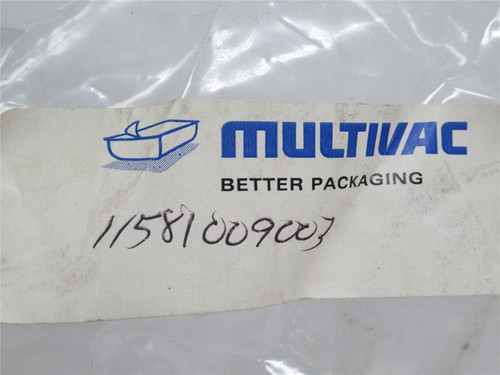 MULTIVAC
BETTER PACKAGING
11581009003